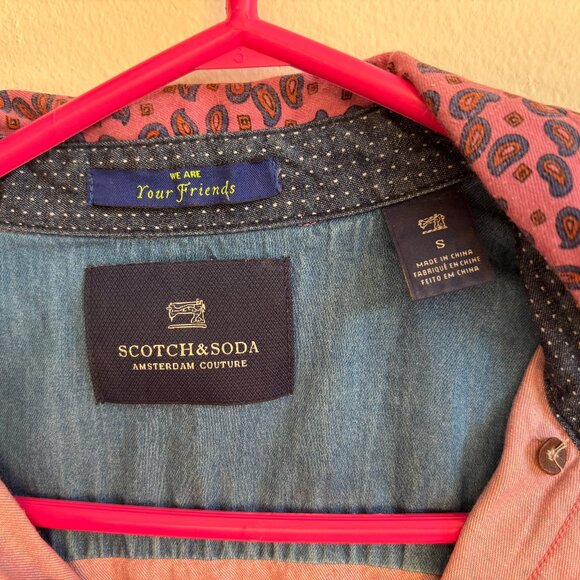 WE ARE
Your Friends
S
MADE IN CHINA
FABRIQUÉ EN CHINE
FEITO EM CHINA
SCOTCH&SODA
AMSTERDAM COUTURE